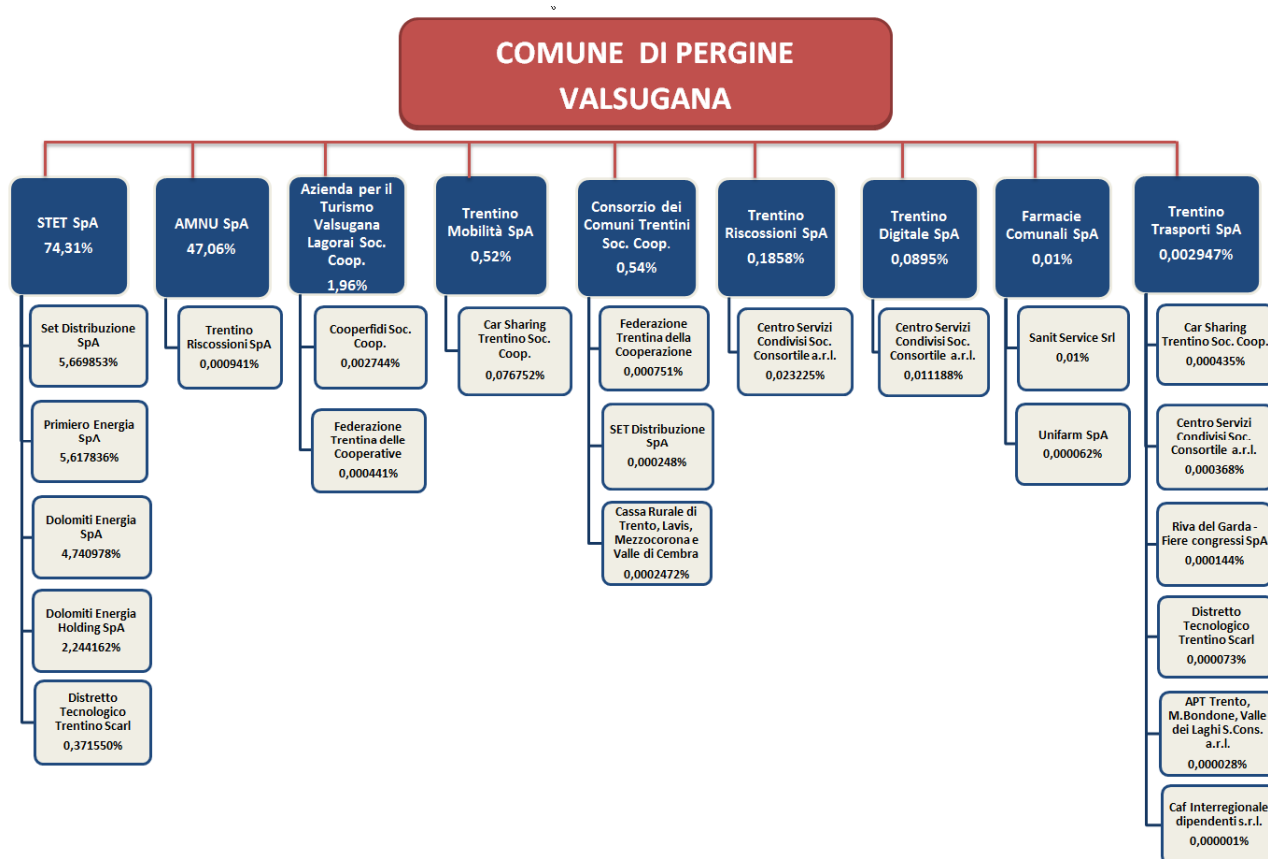 COMUNE DI PERGINE
VALSUGANA
STET SpA
74,31%
Set Distribuzione
SpA
5,669853%
Primiero Energia
SpA
5,617836%
Dolomiti Energia
SpA
4,740978%
Dolomiti Energia
Holding SpA
2,244162%
Distretto
Tecnologico
Trentino Scarl
0,371550%
AMNU SpA
47,06%
Trentino
Riscossioni SpA
0,000941%
Azienda per il
Turismo
Valsugana
Lagorai Soc.
Coop.
1,96%
Cooperfidi Soc.
Coop.
0,002744%
Federazione
Trentina delle
Cooperative
0,000441%
Trentino
Mobilità SpA
0,52%
Car Sharing
Trentino Soc.
Coop.
0,076752%
Consorzio dei
Comuni Trentini
Soc. Coop.
0,54%
Federazione
Trentina della
Cooperazione
0,000751%
SET Distribuzione
SpA
0,000248%
Cassa Rurale di
Trento, Lavis,
Mezzocorona e
Valle di Cembra
0,0002472%
Trentino
Riscossioni SpA
0,1858%
Centro Servizi
Condivisi Soc.
Consortile a.r.l.
0,023225%
Trentino
Digitale SpA
0,0895%
Centro Servizi
Condivisi Soc.
Consortile a.r.l.
0,011188%
Farmacie
Comunali SpA
0,01%
Sanit Service Srl
0,01%
Unifarm SpA
0,000062%
Trentino
Trasporti SpA
0,002947%
Car Sharing
Trentino Soc. Coop.
0,000435%
Centro Servizi
Condivisi Soc.
Consortile a.r.l.
0,000368%
Riva del Garda -
Fiere congressi SpA
0,000144%
Distretto
Tecnologico
Trentino Scarl
0,000073%
APT Trento,
M.Bondone, Valle
dei Laghi S.Cons.
a.r.l.
0,000028%
Caf Interregionale
dipendenti s.r.l.
0,000001%